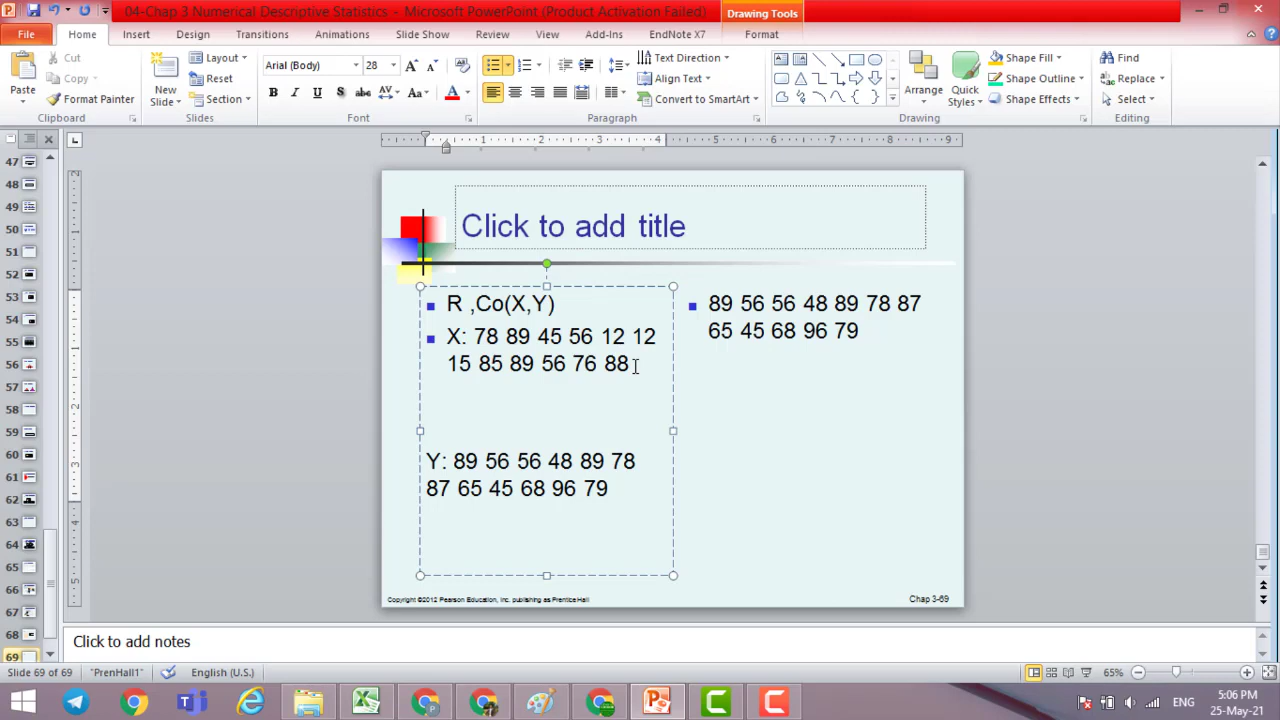 04-Chap 3 Numerical Descriptive Statistics - Microsoft PowerPoint (Product Activation Failed)
Drawing Tools
File Home Insert Design Transitions Animations Slide Show Review View Add-Ins EndNote X7 Format
Paste
Cut
Copy
Format Painter
Clipboard
New Slide
Layout
Reset
Section
Slides
Arial (Body) 28
Font
Text Direction
Align Text
Convert to SmartArt
Paragraph
Arrange
Quick Styles
Shape Fill
Shape Outline
Shape Effects
Drawing
Find
Replace
Select
Editing
47
48
49
50
51
52
53
54
55
56
57
58
59
60
61
62
63
64
65
66
67
68
69
Click to add title
R ,Co(X,Y)
X: 78 89 45 56 12 12
15 85 89 56 76 88
Y: 89 56 56 48 89 78
87 65 45 68 96 79
89 56 56 48 89 78 87
65 45 68 96 79
Copyright ©2012 Pearson Education, Inc. publishing as Prentice Hall
Chap 3-69
Click to add notes
Slide 69 of 69 "PrenHall1" English (U.S.) 65%
ENG
5:06 PM
25-May-21